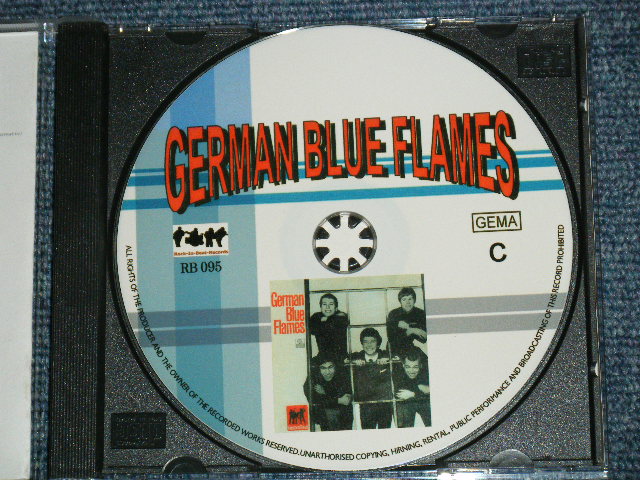 GERMAN BLUE FLAMES
Rock-In-Beat-Records
RB 095
GEMA
C
German
Blue
Flames
ALL RIGHTS OF THE PRODUCER AND THE OWNER OF THE RECORDED WORKS RESERVED.UNAUTHORISED COPYING, HIRNING, RENTAL, PUBLIC PERFORMANCE AND BROADCASTING OF THIS RECORD PROHIBITED